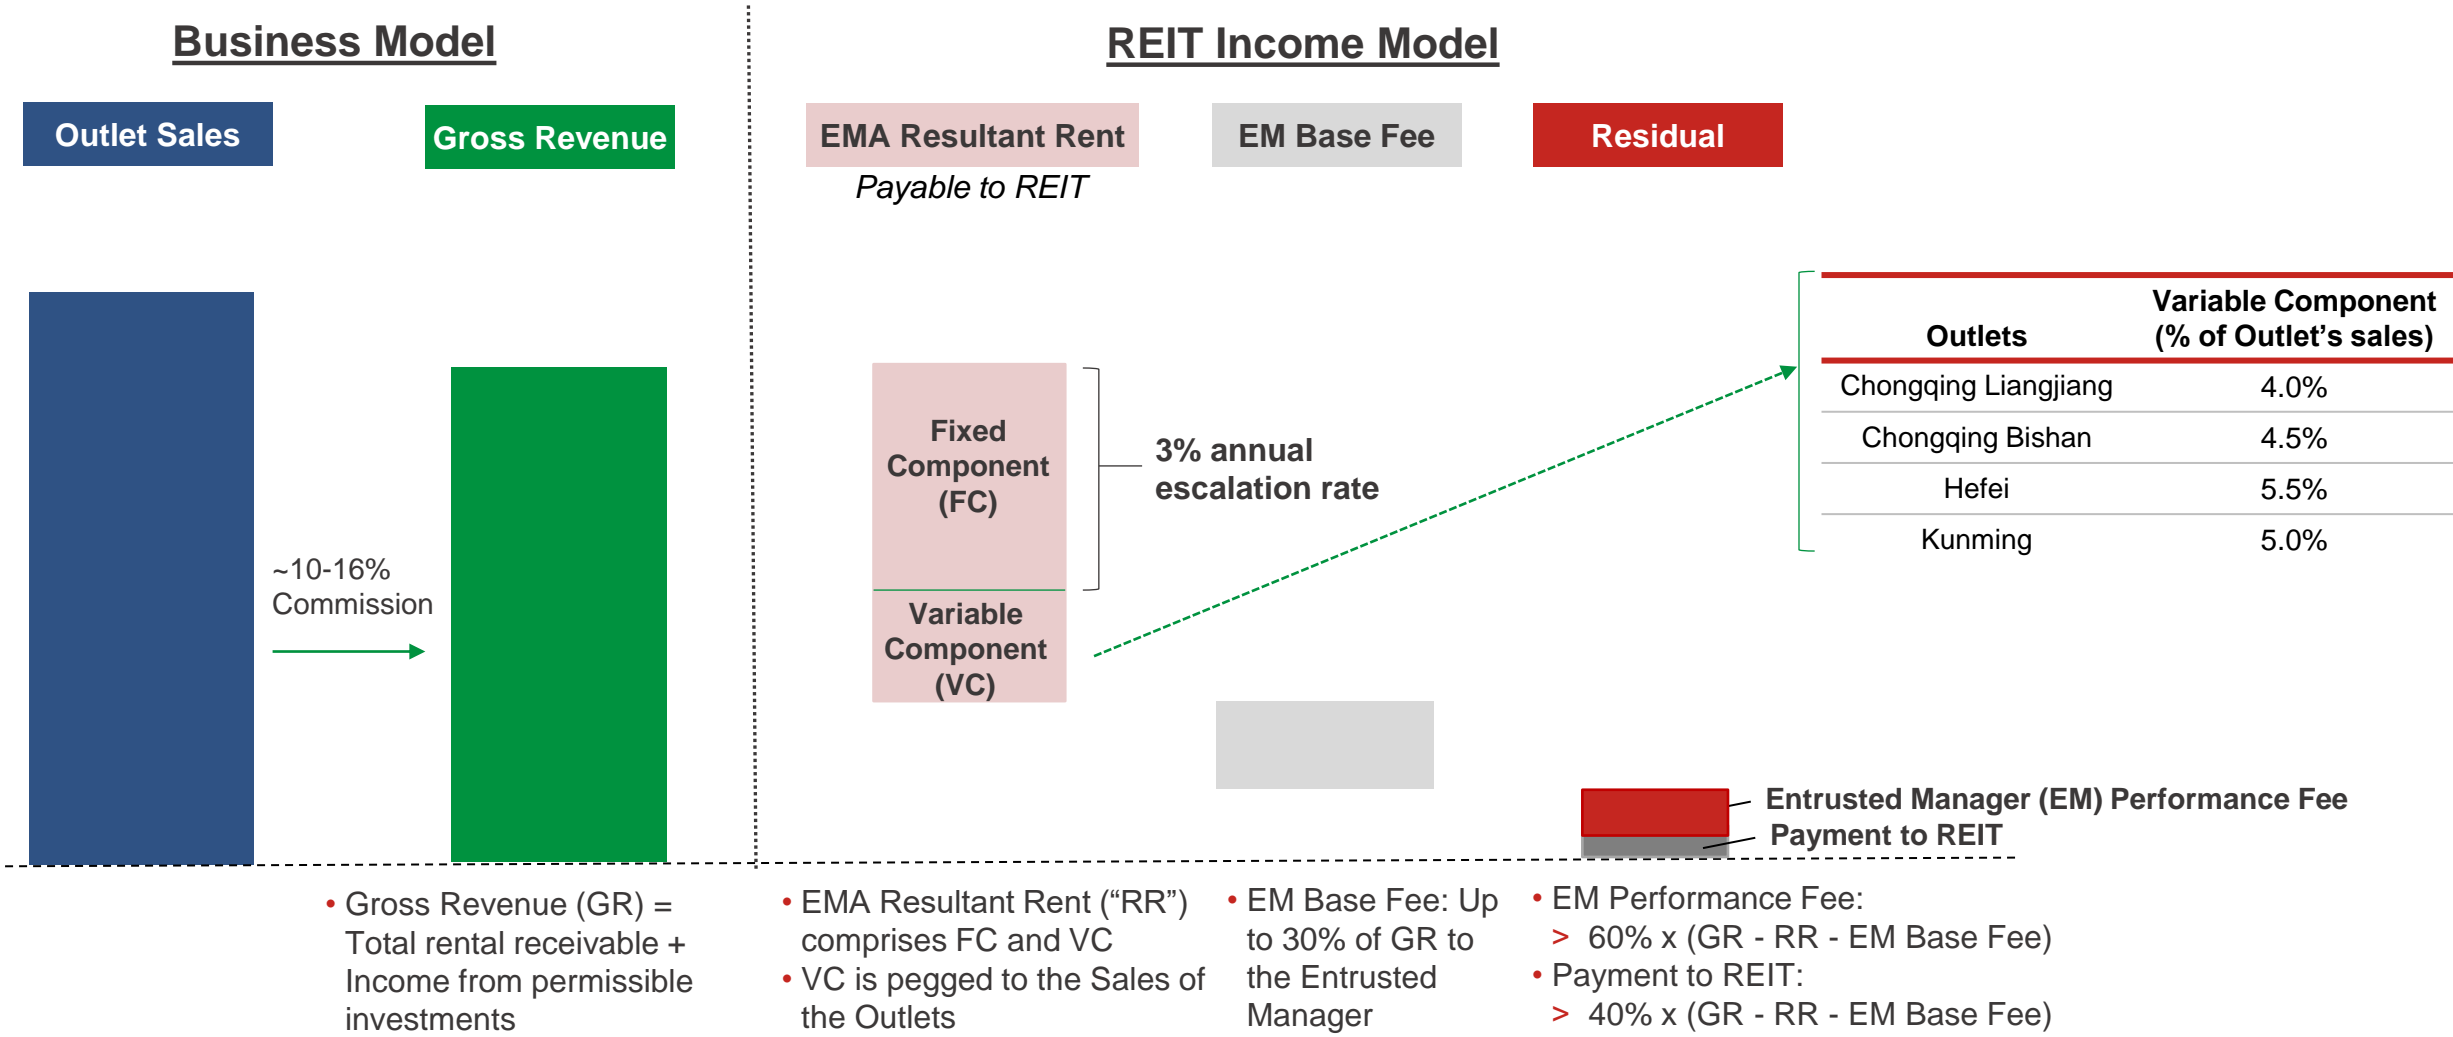 Business Model
REIT Income Model
Outlet Sales
Gross Revenue
EMA Resultant Rent
EM Base Fee
Residual
Payable to REIT
Outlets
Variable Component
(% of Outlet’s sales)
Chongqing Liangjiang 4.0%
Chongqing Bishan 4.5%
Hefei 5.5%
Kunming 5.0%
Fixed
Component
(FC)
3% annual
escalation rate
~10-16%
Commission
Variable
Component
(VC)
Entrusted Manager (EM) Performance Fee
Payment to REIT
• Gross Revenue (GR) =
Total rental receivable +
Income from permissible
investments
• EMA Resultant Rent (“RR”)
comprises FC and VC
• VC is pegged to the Sales of
the Outlets
• EM Base Fee: Up
to 30% of GR to
the Entrusted
Manager
• EM Performance Fee:
> 60% x (GR - RR - EM Base Fee)
• Payment to REIT:
> 40% x (GR - RR - EM Base Fee)